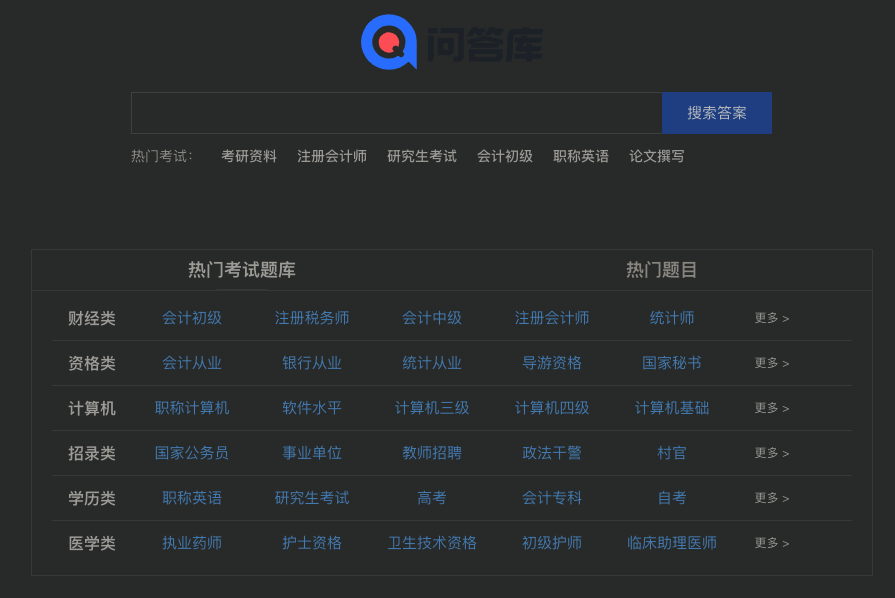 问答库
搜索答案
热门考试: 考研资料 注册会计师 研究生考试 会计初级 职称英语 论文撰写
热门考试题库 热门题目
财经类 会计初级 注册税务师 会计中级 注册会计师 统计师 更多 >
资格类 会计从业 银行从业 统计从业 导游资格 国家秘书 更多 >
计算机 职称计算机 软件水平 计算机三级 计算机四级 计算机基础 更多 >
招录类 国家公务员 事业单位 教师招聘 政法干警 村官 更多 >
学历类 职称英语 研究生考试 高考 会计专科 自考 更多 >
医学类 执业药师 护士资格 卫生技术资格 初级护师 临床助理医师 更多 >